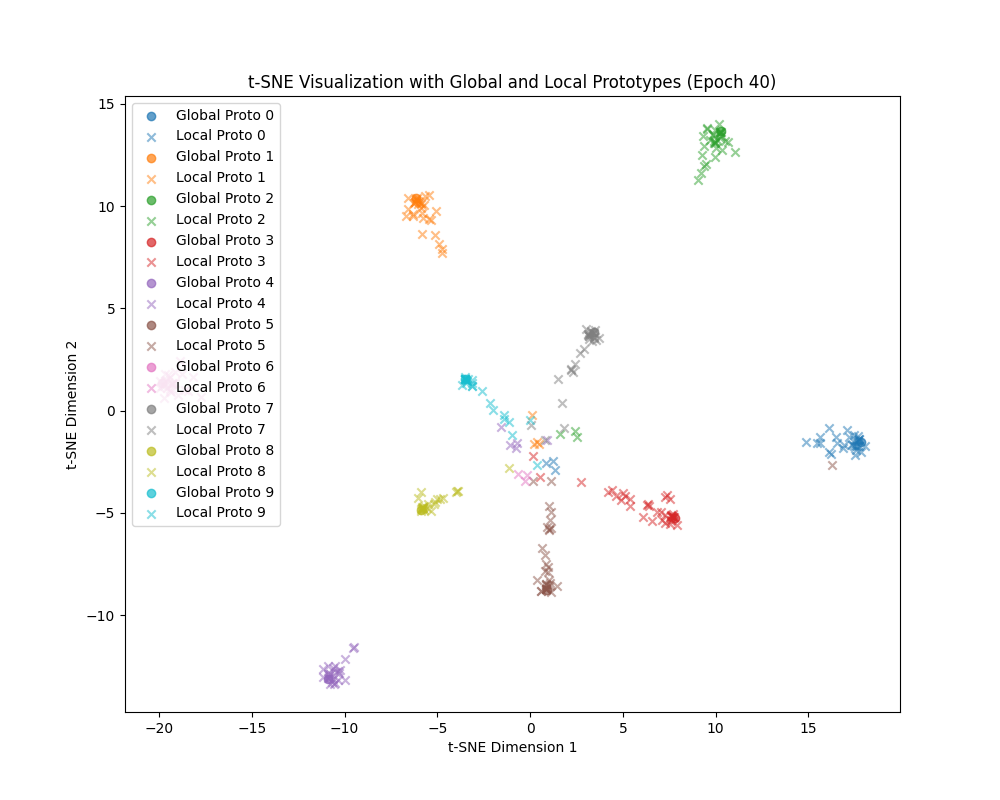 t-SNE Visualization with Global and Local Prototypes (Epoch 40)
15
10
5
0
−5
−10
t-SNE Dimension 2
Global Proto 0
Local Proto 0
Global Proto 1
Local Proto 1
Global Proto 2
Local Proto 2
Global Proto 3
Local Proto 3
Global Proto 4
Local Proto 4
Global Proto 5
Local Proto 5
Global Proto 6
Local Proto 6
Global Proto 7
Local Proto 7
Global Proto 8
Local Proto 8
Global Proto 9
Local Proto 9
−20 −15 −10 −5 0 5 10 15
t-SNE Dimension 1